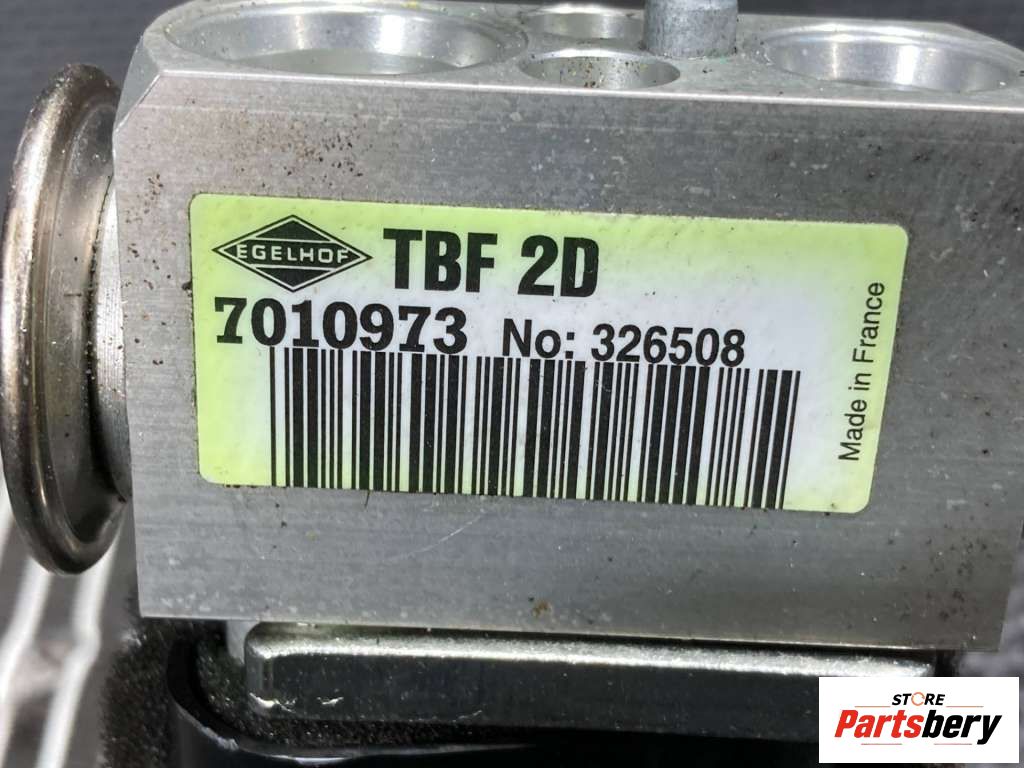 EGELHOF TBF 2D
7010973 No: 326508
Made in France
STORE
Partsbery